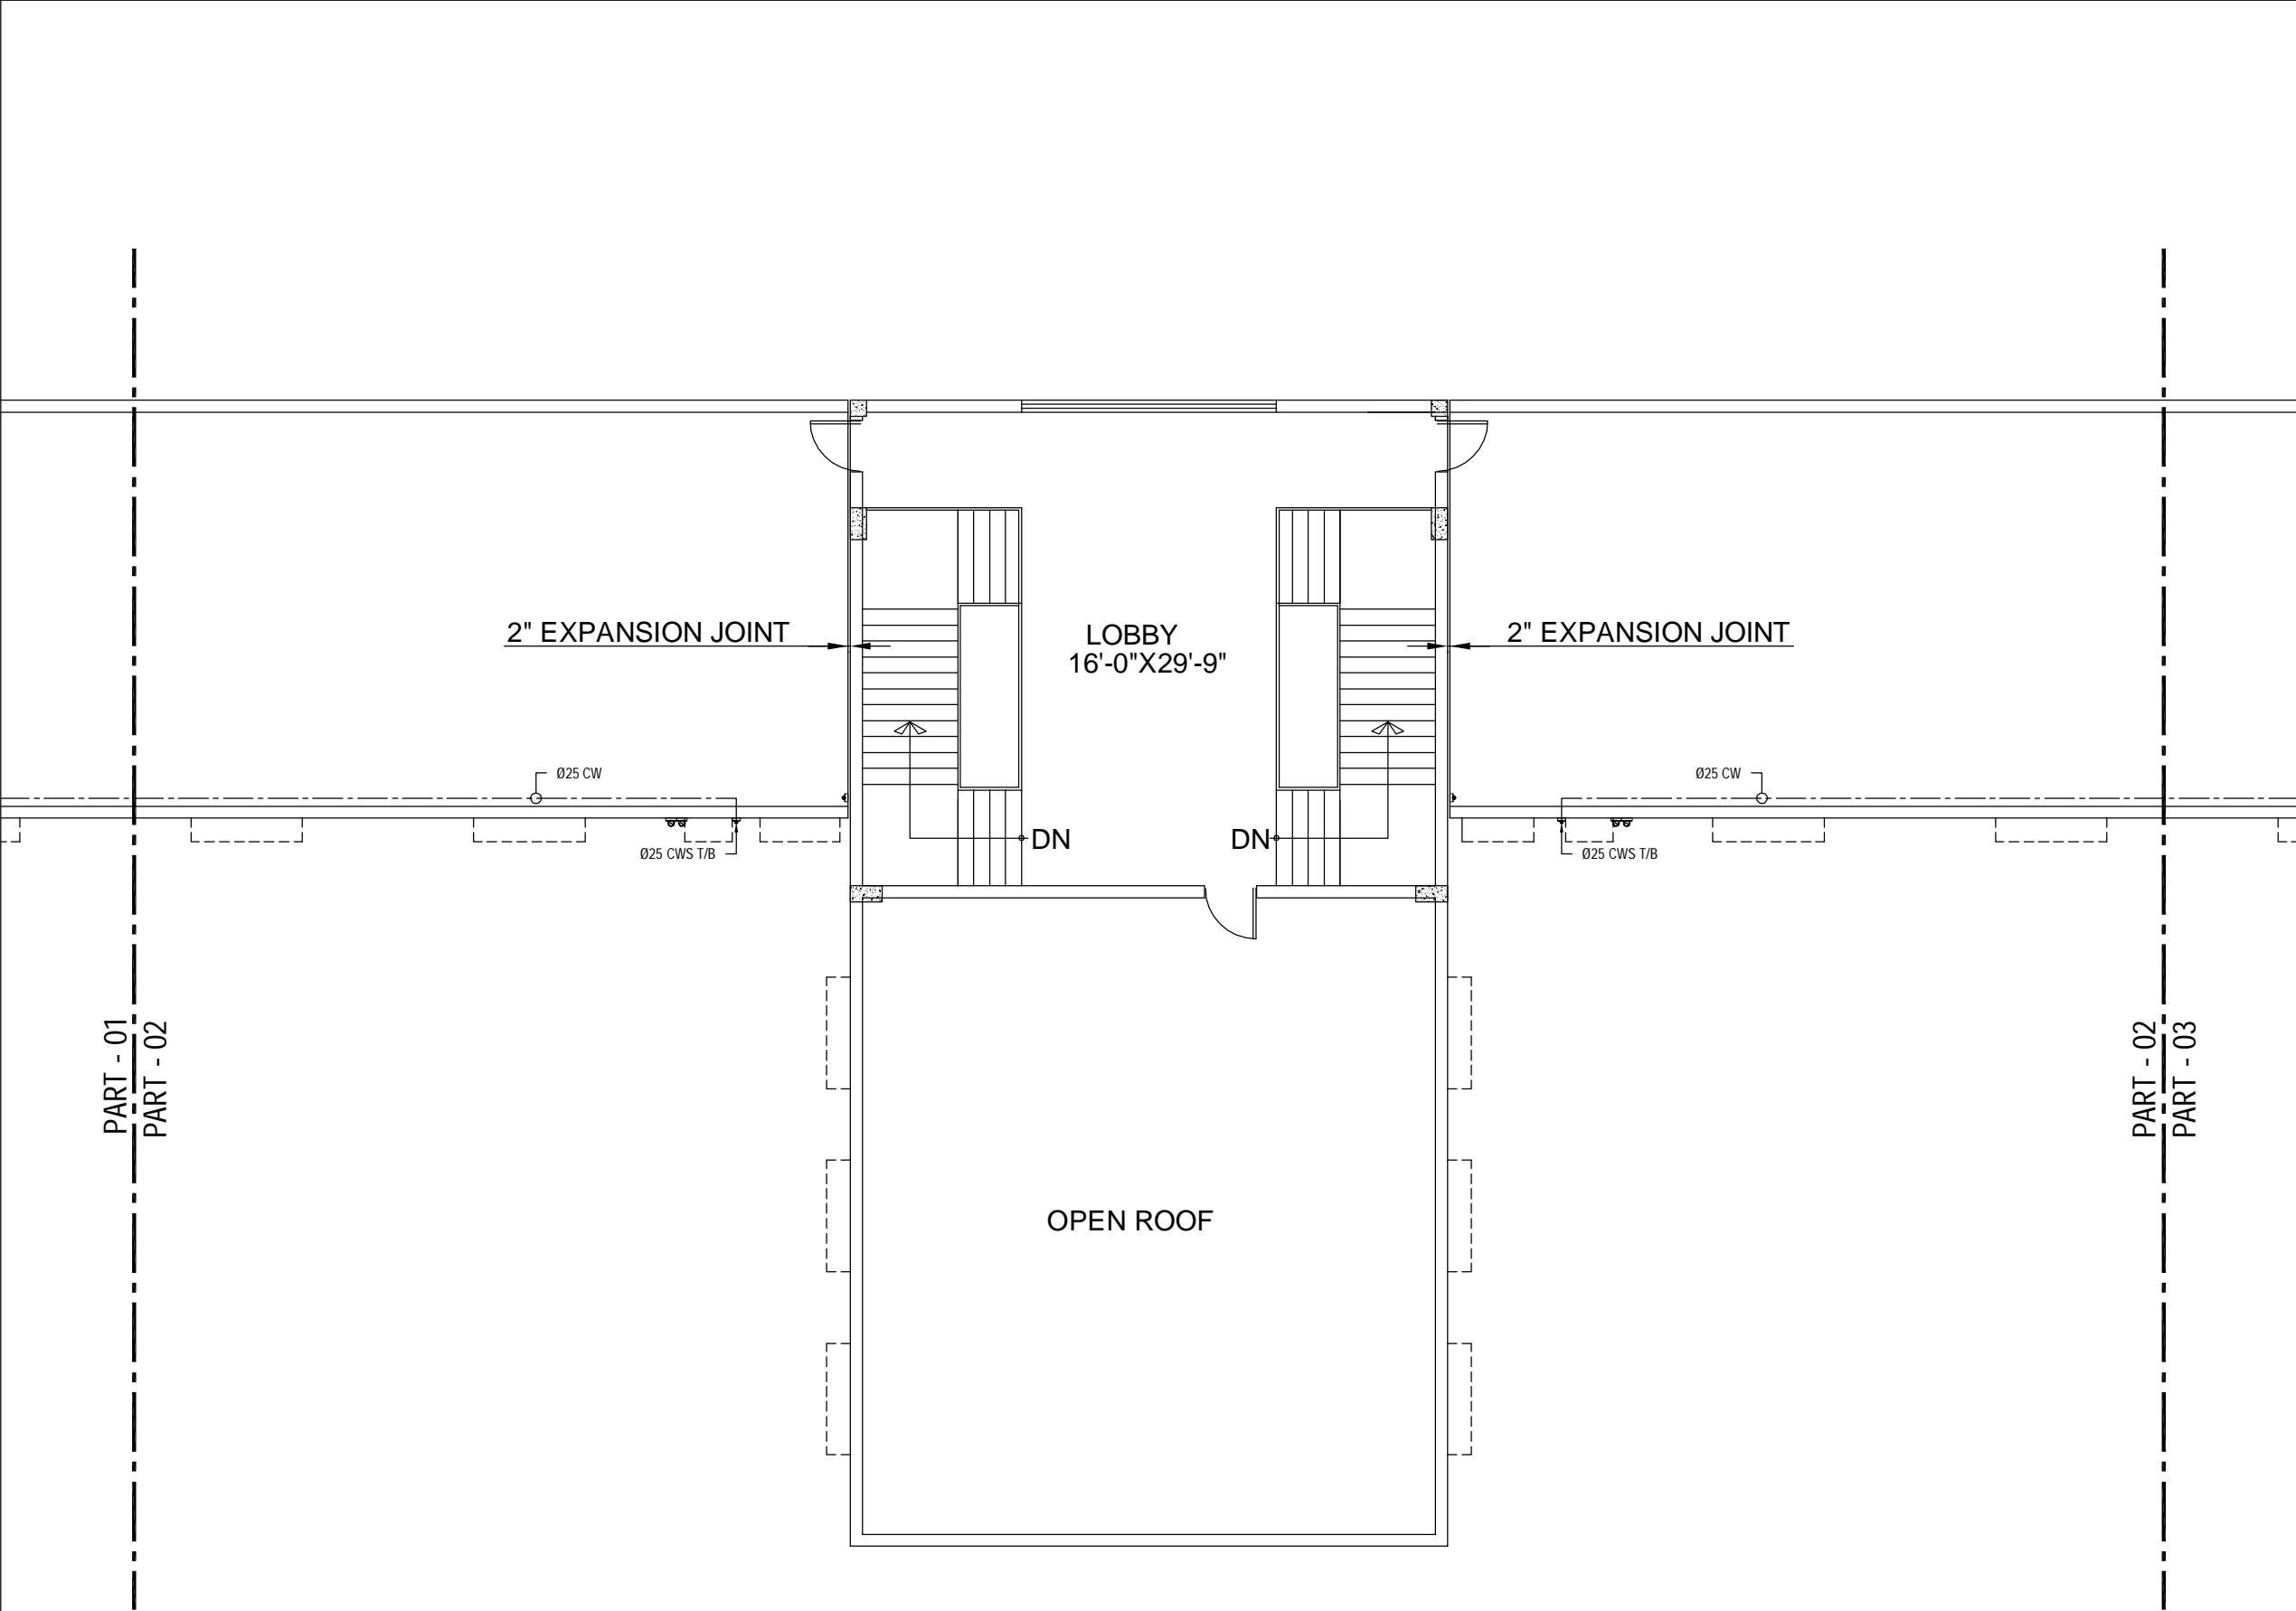 2" EXPANSION JOINT
LOBBY
16'-0"X29'-9"
2" EXPANSION JOINT
Ø25 CW
Ø25 CW
DN
DN
Ø25 CWS T/B
Ø25 CWS T/B
PART - 01
PART - 02
PART - 02
PART - 03
OPEN ROOF